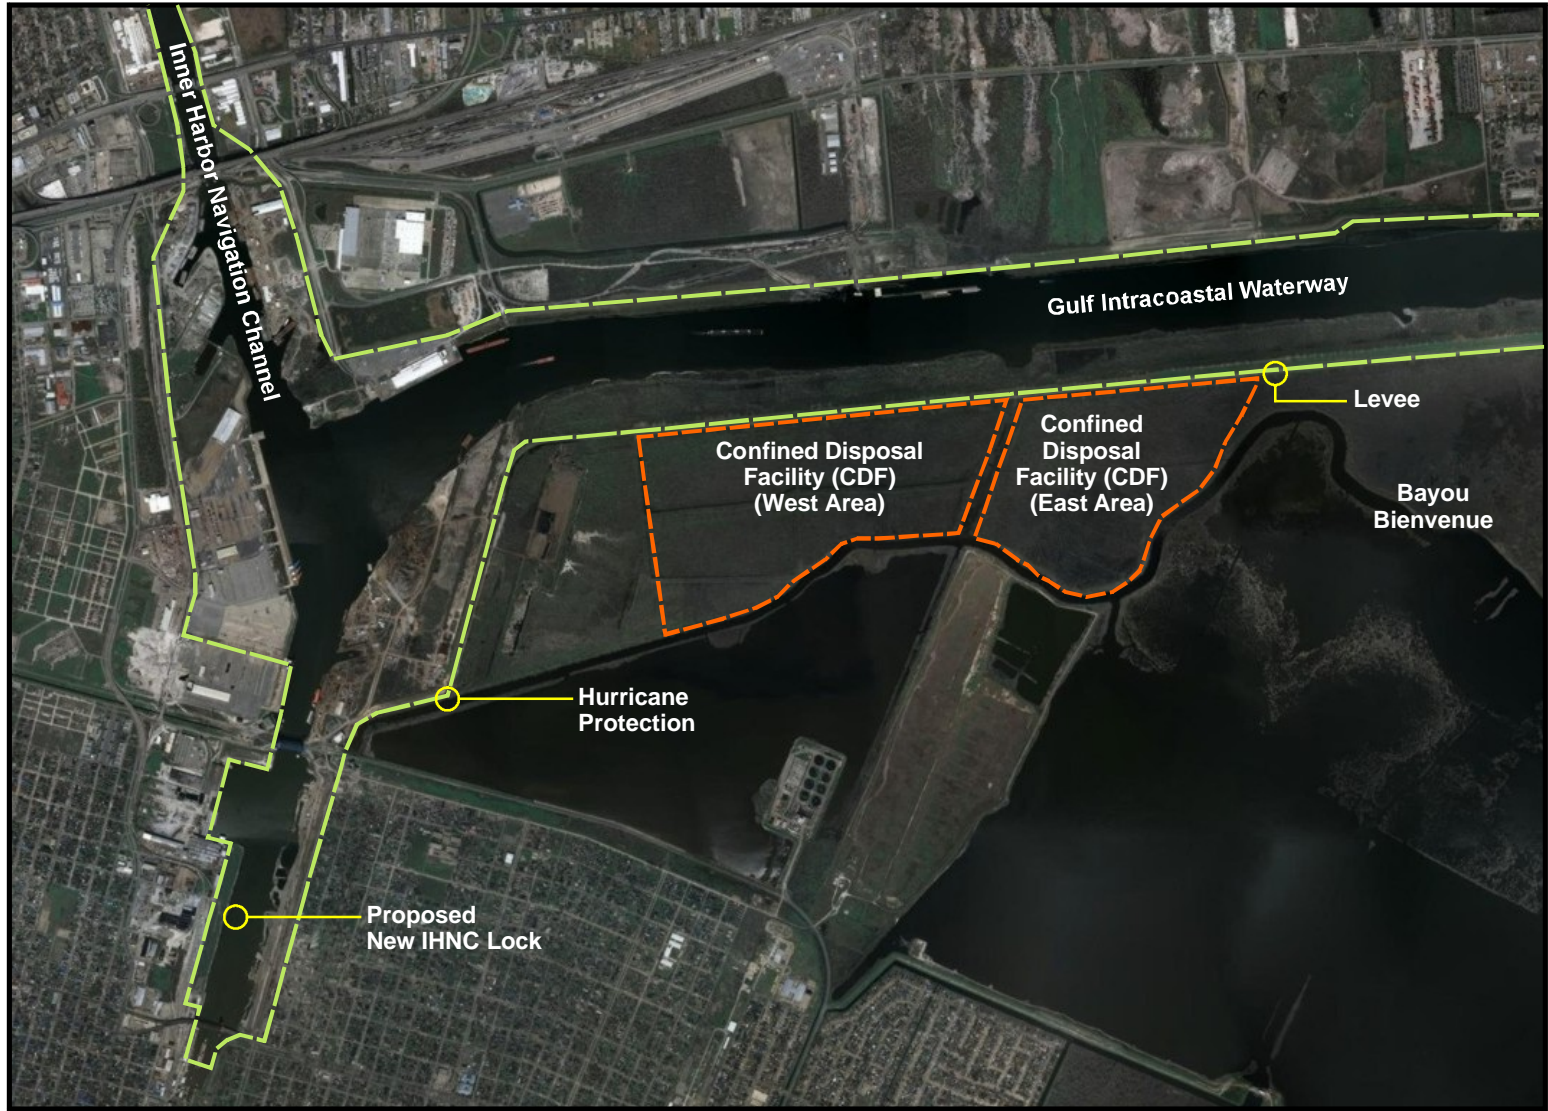 Inner Harbor Navigation Channel
Gulf Intracoastal Waterway
Levee
Confined Disposal
Facility (CDF)
(West Area)
Confined
Disposal
Facility (CDF)
(East Area)
Bayou
Bienvenue
Hurricane
Protection
Proposed
New IHNC Lock